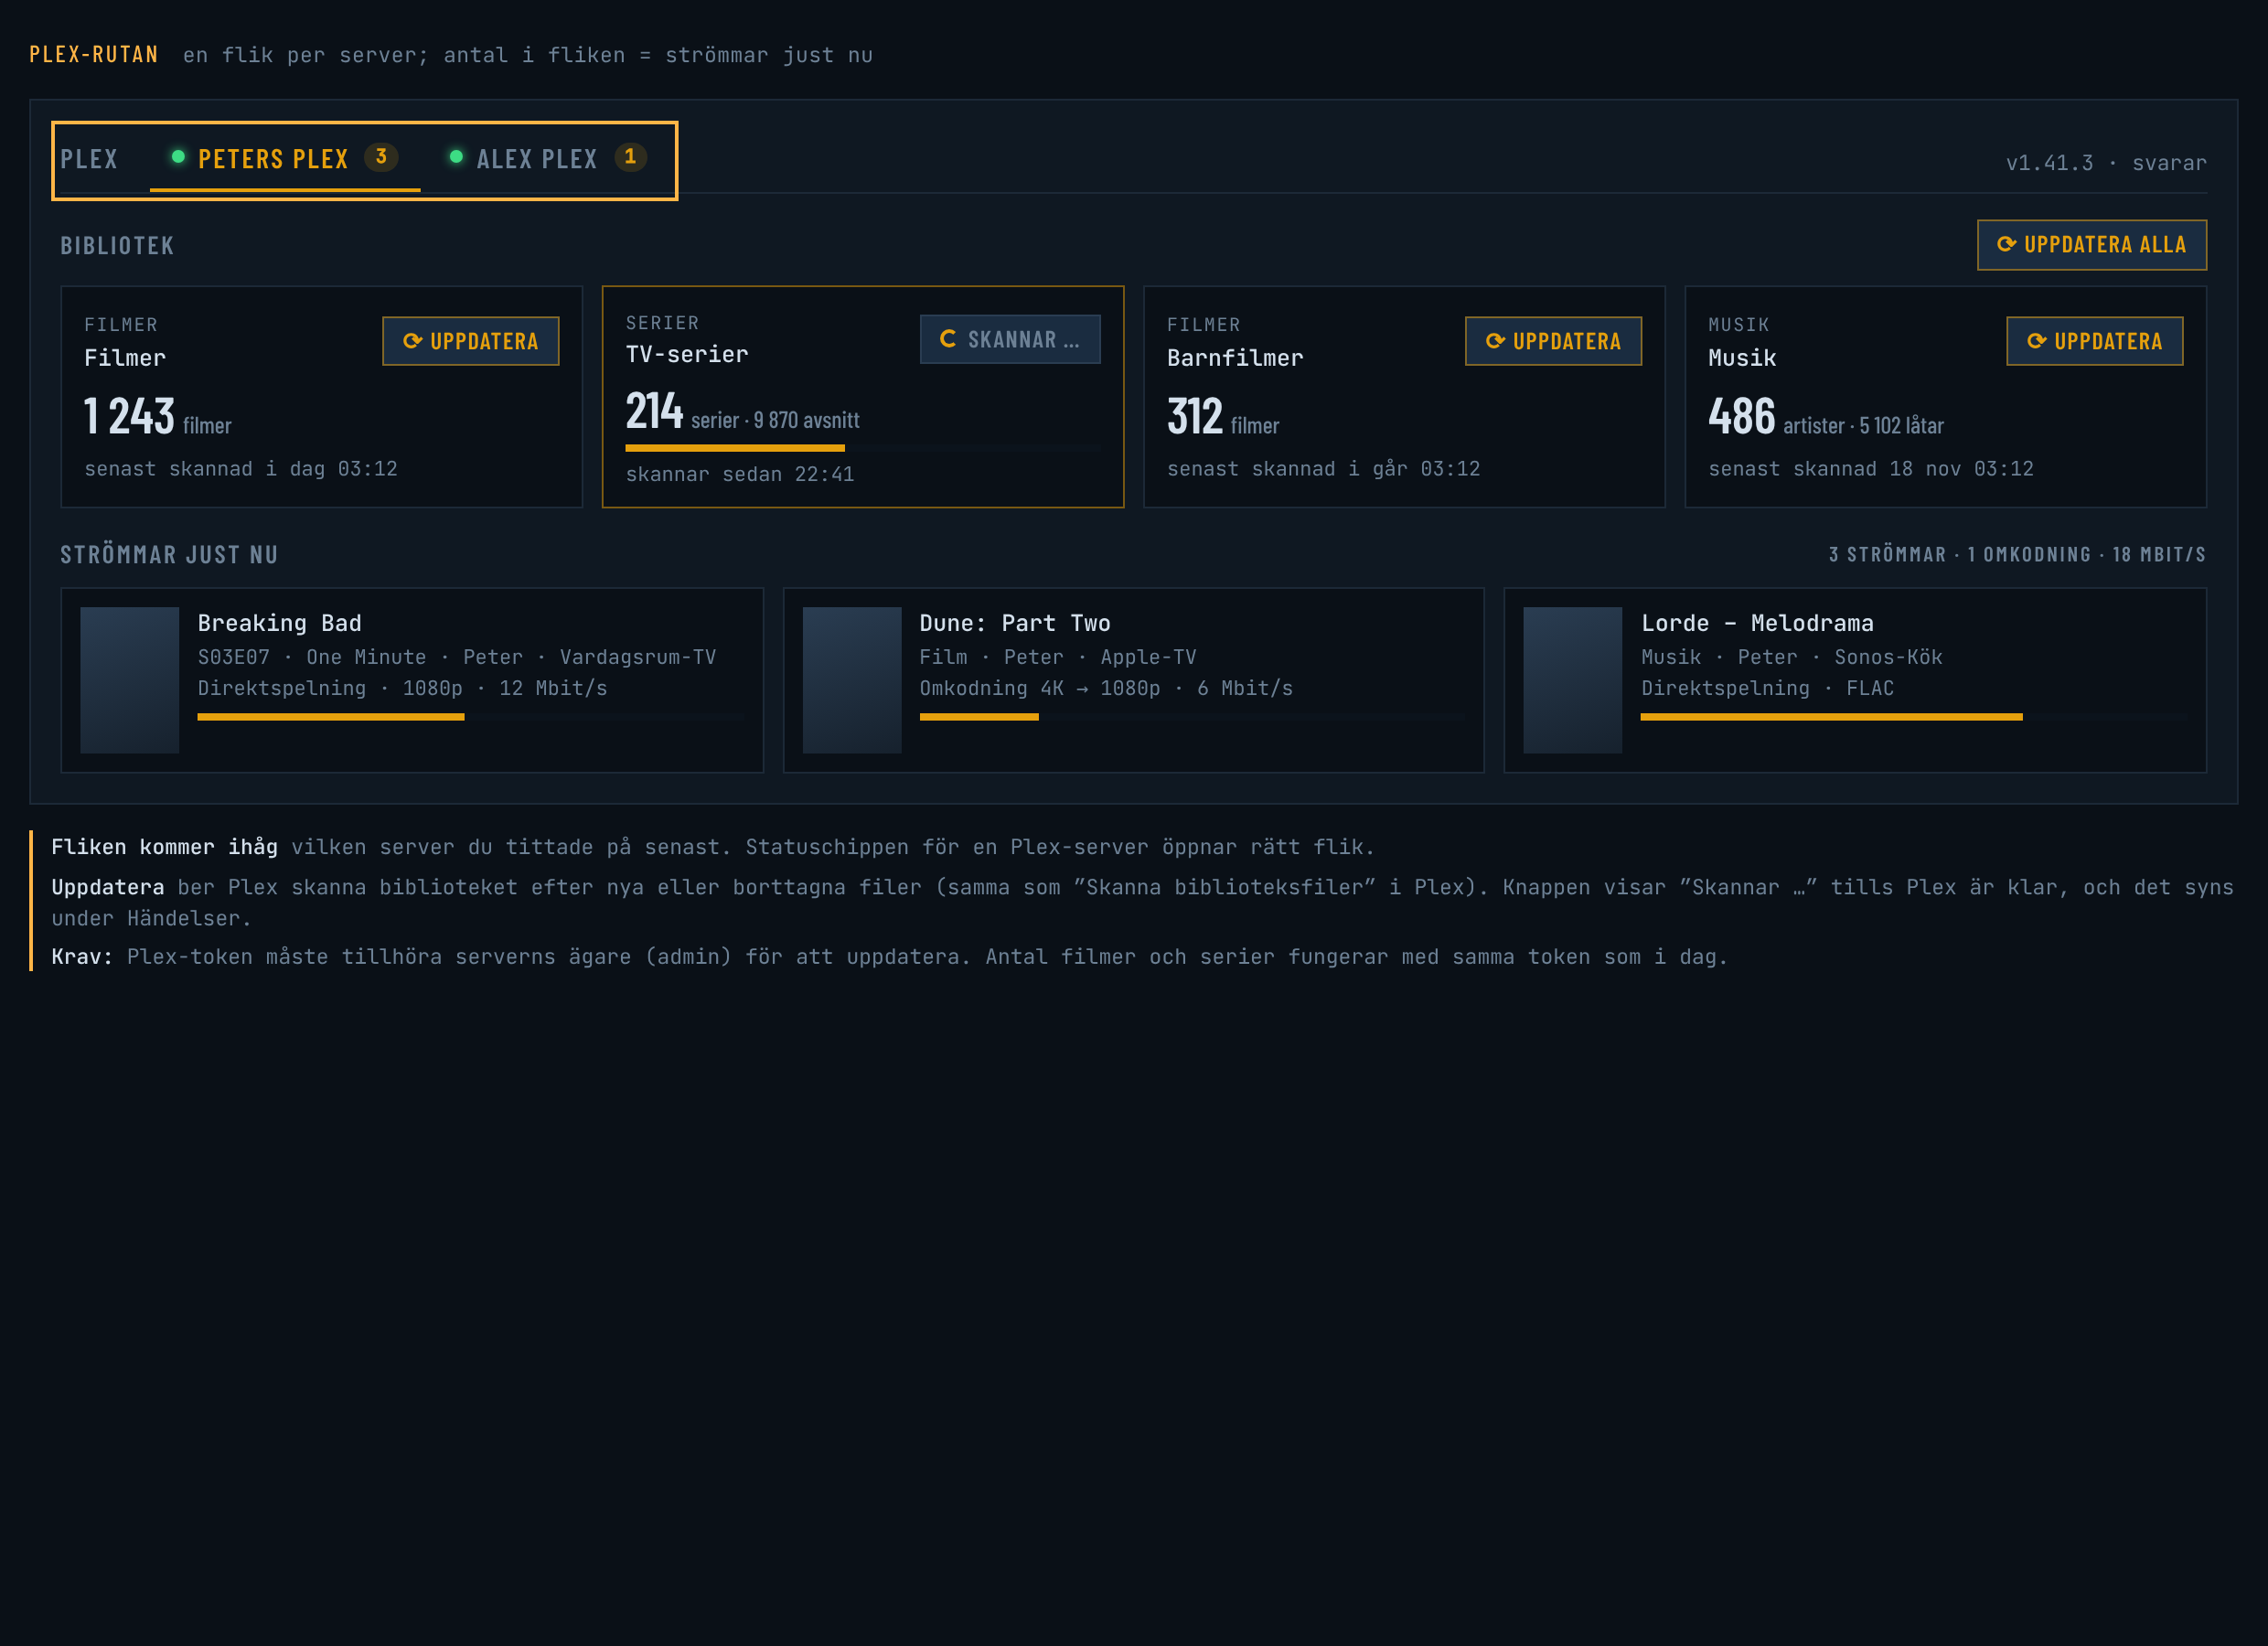 PLEX-RUTAN en flik per server; antal i fliken = strömmar just nu
PLEX PETERS PLEX 3 ALEX PLEX 1 v1.41.3 · svarar
BIBLIOTEK ⟳ UPPDATERA ALLA
FILMER
Filmer
⟳ UPPDATERA
1 243 filmer
senast skannad i dag 03:12
SERIER
TV-serier
SKANNAR …
214 serier · 9 870 avsnitt
skannar sedan 22:41
FILMER
Barnfilmer
⟳ UPPDATERA
312 filmer
senast skannad i går 03:12
MUSIK
Musik
⟳ UPPDATERA
486 artister · 5 102 låtar
senast skannad 18 nov 03:12
STRÖMMAR JUST NU 3 STRÖMMAR · 1 OMKODNING · 18 MBIT/S
Breaking Bad
S03E07 · One Minute · Peter · Vardagsrum-TV
Direktspelning · 1080p · 12 Mbit/s
Dune: Part Two
Film · Peter · Apple-TV
Omkodning 4K → 1080p · 6 Mbit/s
Lorde – Melodrama
Musik · Peter · Sonos-Kök
Direktspelning · FLAC
Fliken kommer ihåg vilken server du tittade på senast. Statuschippen för en Plex-server öppnar rätt flik.
Uppdatera ber Plex skanna biblioteket efter nya eller borttagna filer (samma som ”Skanna biblioteksfiler” i Plex). Knappen visar ”Skannar …” tills Plex är klar, och det syns
under Händelser.
Krav: Plex-token måste tillhöra serverns ägare (admin) för att uppdatera. Antal filmer och serier fungerar med samma token som i dag.